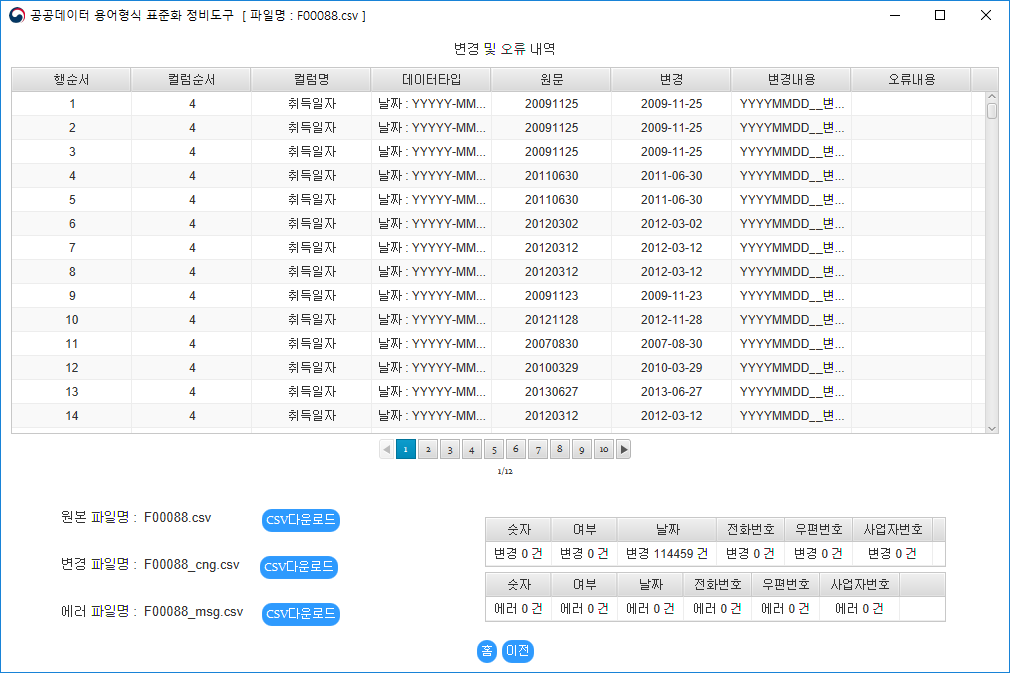 공공데이터 용어형식 표준화 정비도구 [ 파일명 : F00088.csv ]
변경 및 오류 내역
행순서 컬럼순서 컬럼명 데이터타입 원문 변경 변경내용 오류내용
1 4 취득일자 날짜 : YYYYY-MM... 20091125 2009-11-25 YYYYMMDD__변...
2 4 취득일자 날짜 : YYYYY-MM... 20091125 2009-11-25 YYYYMMDD__변...
3 4 취득일자 날짜 : YYYYY-MM... 20091125 2009-11-25 YYYYMMDD__변...
4 4 취득일자 날짜 : YYYYY-MM... 20110630 2011-06-30 YYYYMMDD__변...
5 4 취득일자 날짜 : YYYYY-MM... 20110630 2011-06-30 YYYYMMDD__변...
6 4 취득일자 날짜 : YYYYY-MM... 20120302 2012-03-02 YYYYMMDD__변...
7 4 취득일자 날짜 : YYYYY-MM... 20120312 2012-03-12 YYYYMMDD__변...
8 4 취득일자 날짜 : YYYYY-MM... 20120312 2012-03-12 YYYYMMDD__변...
9 4 취득일자 날짜 : YYYYY-MM... 20091123 2009-11-23 YYYYMMDD__변...
10 4 취득일자 날짜 : YYYYY-MM... 20121128 2012-11-28 YYYYMMDD__변...
11 4 취득일자 날짜 : YYYYY-MM... 20070830 2007-08-30 YYYYMMDD__변...
12 4 취득일자 날짜 : YYYYY-MM... 20100329 2010-03-29 YYYYMMDD__변...
13 4 취득일자 날짜 : YYYYY-MM... 20130627 2013-06-27 YYYYMMDD__변...
14 4 취득일자 날짜 : YYYYY-MM... 20120312 2012-03-12 YYYYMMDD__변...
1 2 3 4 5 6 7 8 9 10
1/12
원본 파일명 : F00088.csv CSV다운로드
변경 파일명 : F00088_cng.csv CSV다운로드
에러 파일명 : F00088_msg.csv CSV다운로드
숫자 여부 날짜 전화번호 우편번호 사업자번호
변경 0 건 변경 0 건 변경 114459 건 변경 0 건 변경 0 건 변경 0 건
숫자 여부 날짜 전화번호 우편번호 사업자번호
에러 0 건 에러 0 건 에러 0 건 에러 0 건 에러 0 건 에러 0 건
홈 이전